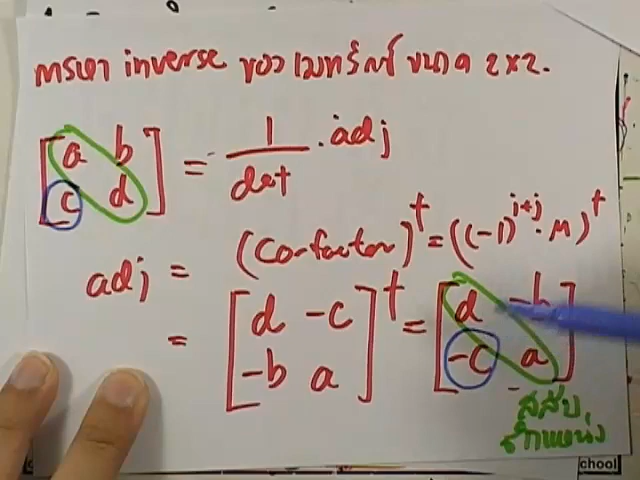 การหา inverse ของ เมทริกซ์ ขนาด 2x2.
[a b c d] = 1/det . adj
adj = (Co-factor)^t = ((-1)^{i+j} . M)^t
= [d -c -b a]^t = [d -b -c a]
สลับ
ตำแหน่ง
chool